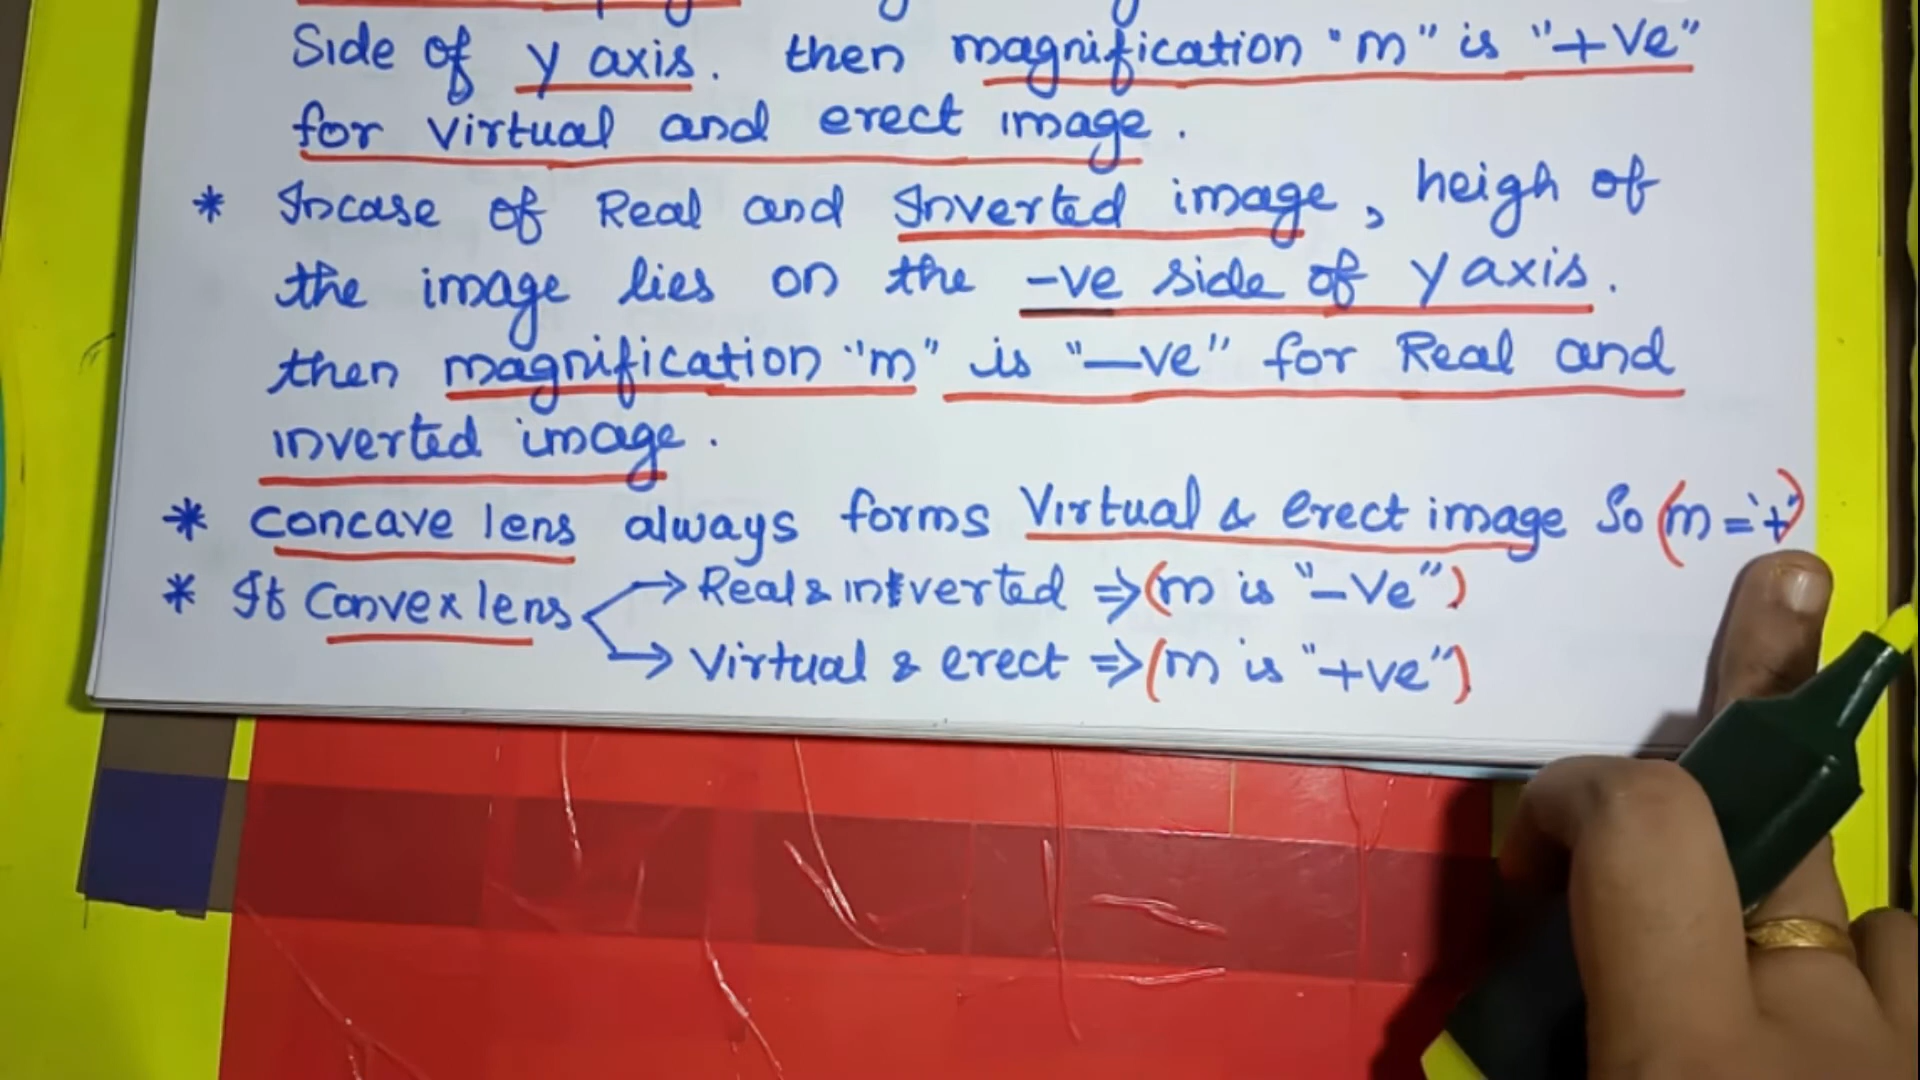 Side of y axis. then magnification "m" is "+ve"
for virtual and erect image.
* Incase of Real and Inverted image, heigh of
the image lies on the -ve side of y axis.
then magnification "m" is "-ve" for Real and
inverted image.
* Concave lens always forms Virtual & erect image So (m = '+')
* If Convex lens → Real & inverted ⇒ (m is "-Ve")
→ Virtual & erect ⇒ (m is "+ve")